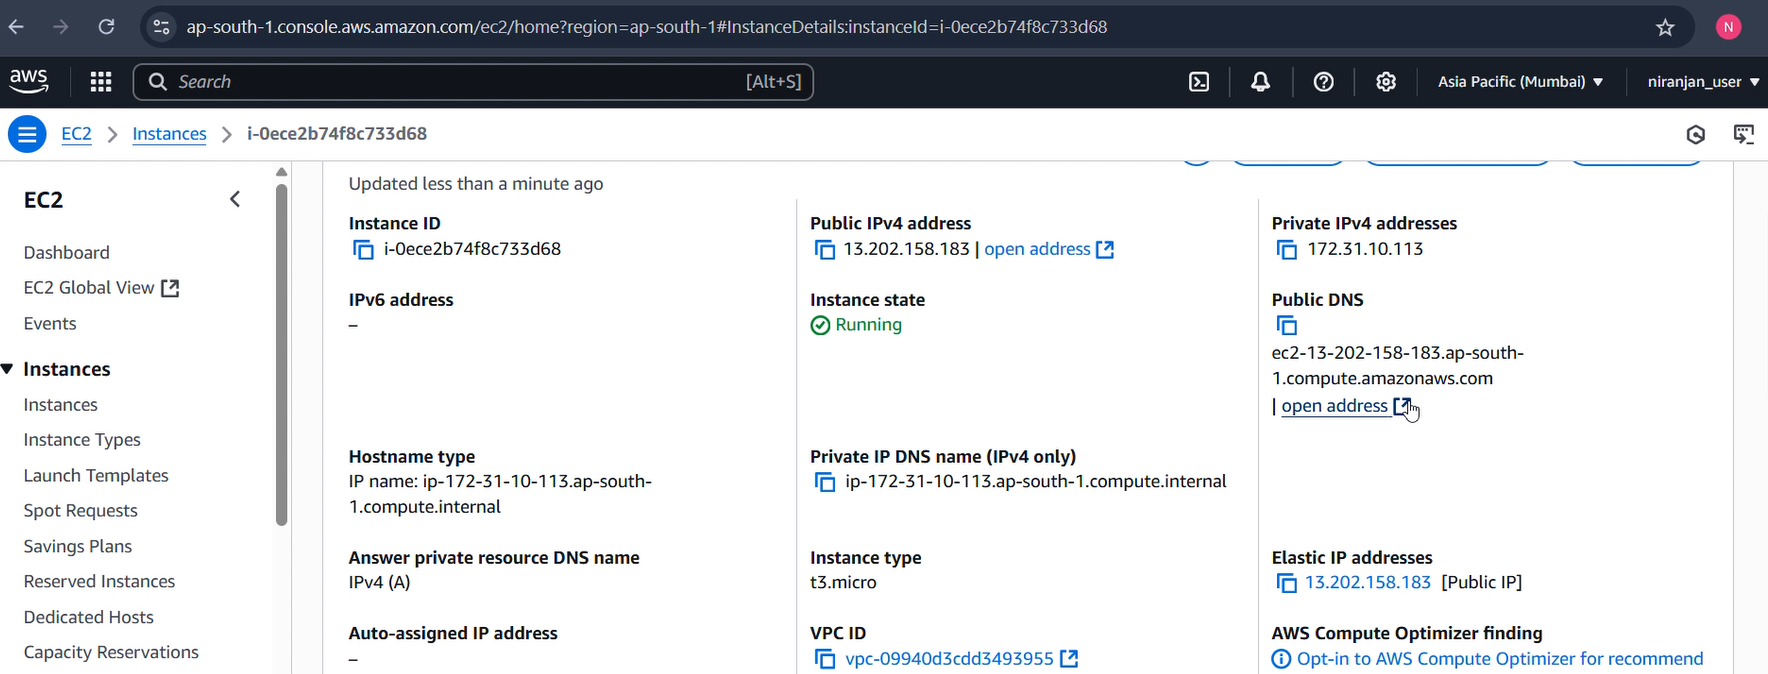 ap-south-1.console.aws.amazon.com/ec2/home?region=ap-south-1#InstanceDetails:instanceId=i-0ece2b74f8c733d68
N
aws
Search
[Alt+S]
Asia Pacific (Mumbai)
niranjan_user
EC2
Instances
i-0ece2b74f8c733d68
EC2
Dashboard
EC2 Global View
Events
Instances
Instances
Instance Types
Launch Templates
Spot Requests
Savings Plans
Reserved Instances
Dedicated Hosts
Capacity Reservations
Updated less than a minute ago
Instance ID
i-0ece2b74f8c733d68
Public IPv4 address
13.202.158.183 | open address
Private IPv4 addresses
172.31.10.113
IPv6 address
–
Instance state
Running
Public DNS
ec2-13-202-158-183.ap-south-
1.compute.amazonaws.com
| open address
Hostname type
IP name: ip-172-31-10-113.ap-south-
1.compute.internal
Private IP DNS name (IPv4 only)
ip-172-31-10-113.ap-south-1.compute.internal
Answer private resource DNS name
IPv4 (A)
Instance type
t3.micro
Elastic IP addresses
13.202.158.183 [Public IP]
Auto-assigned IP address
–
VPC ID
vpc-09940d3cdd3493955
AWS Compute Optimizer finding
Opt-in to AWS Compute Optimizer for recommend